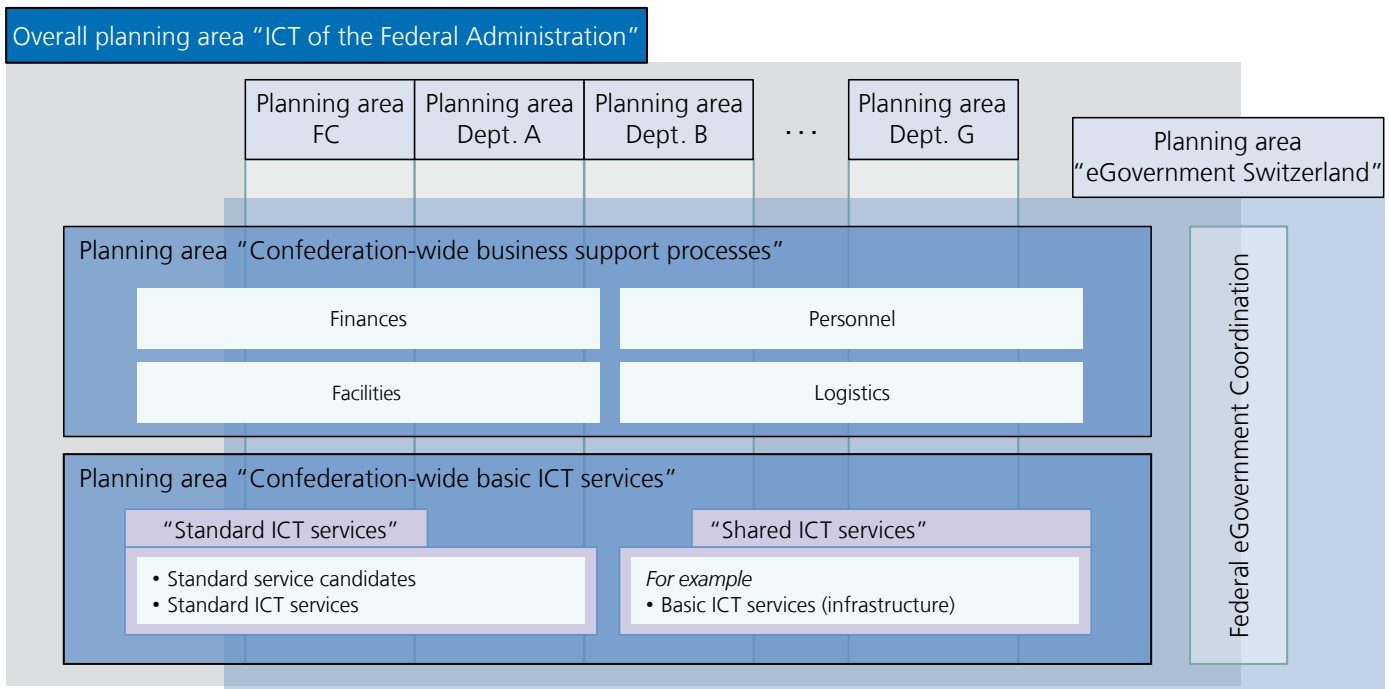 Overall planning area “ICT of the Federal Administration”
Planning area
FC
Planning area
Dept. A
Planning area
Dept. B
...
Planning area
Dept. G
Planning area
“eGovernment Switzerland”
Planning area “Confederation-wide business support processes”
Finances
Personnel
Facilities
Logistics
Planning area “Confederation-wide basic ICT services”
“Standard ICT services”
• Standard service candidates
• Standard ICT services
“Shared ICT services”
For example
• Basic ICT services (infrastructure)
Federal eGovernment Coordination